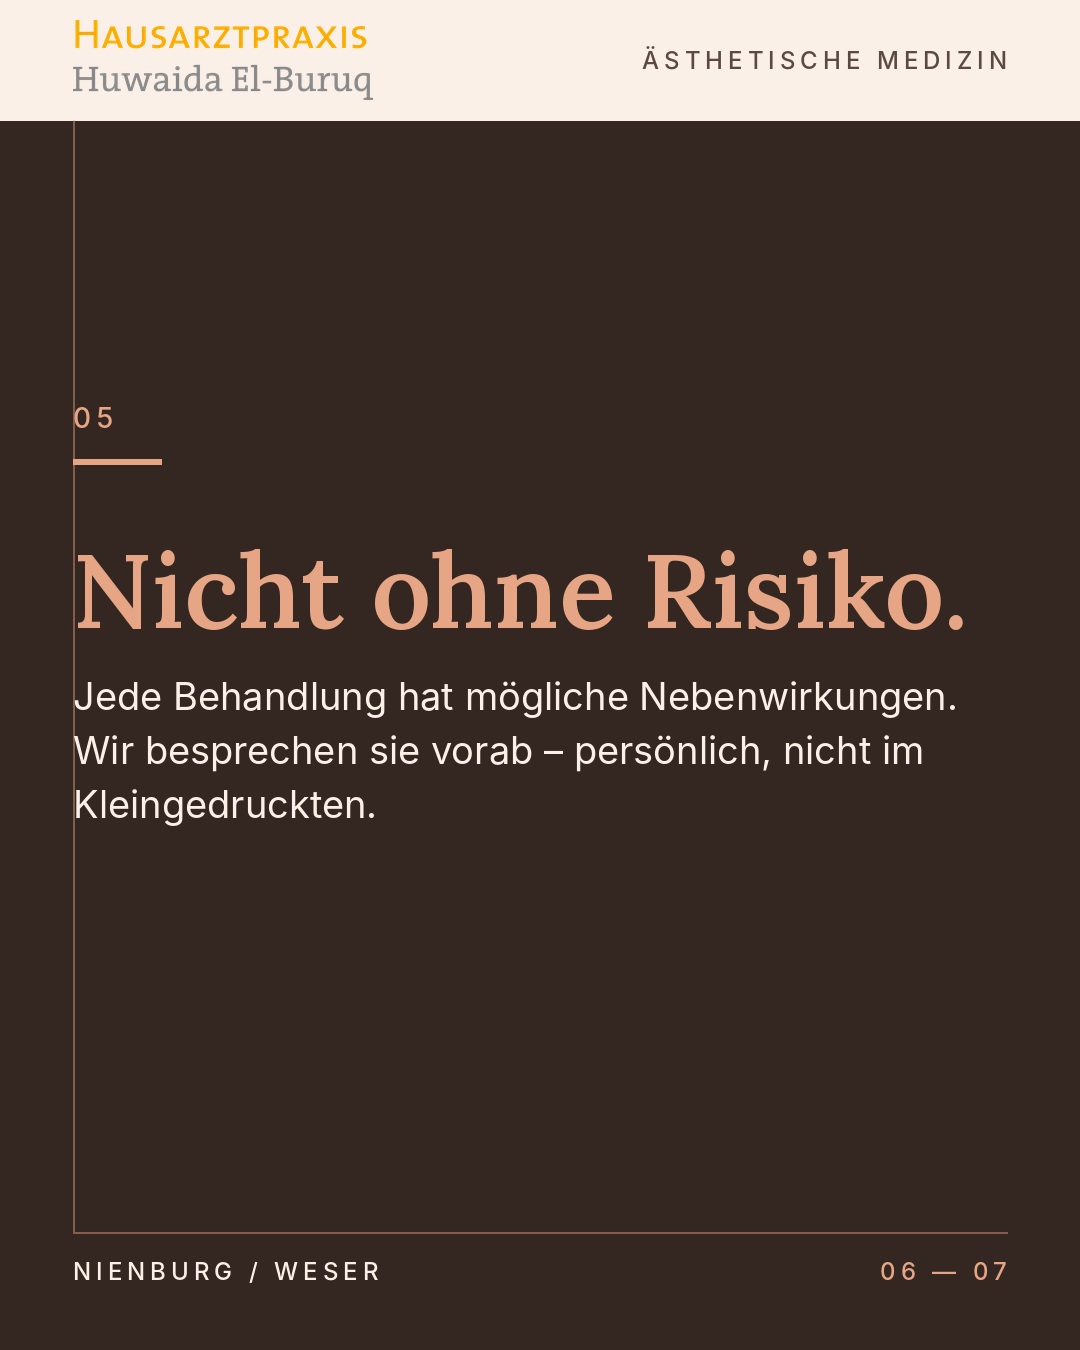 HAUSARZTPRAXIS
Huwaida El-Buruq
ÄSTHETISCHE MEDIZIN
05
Nicht ohne Risiko.
Jede Behandlung hat mögliche Nebenwirkungen.
Wir besprechen sie vorab – persönlich, nicht im
Kleingedruckten.
NIENBURG / WESER
06 — 07